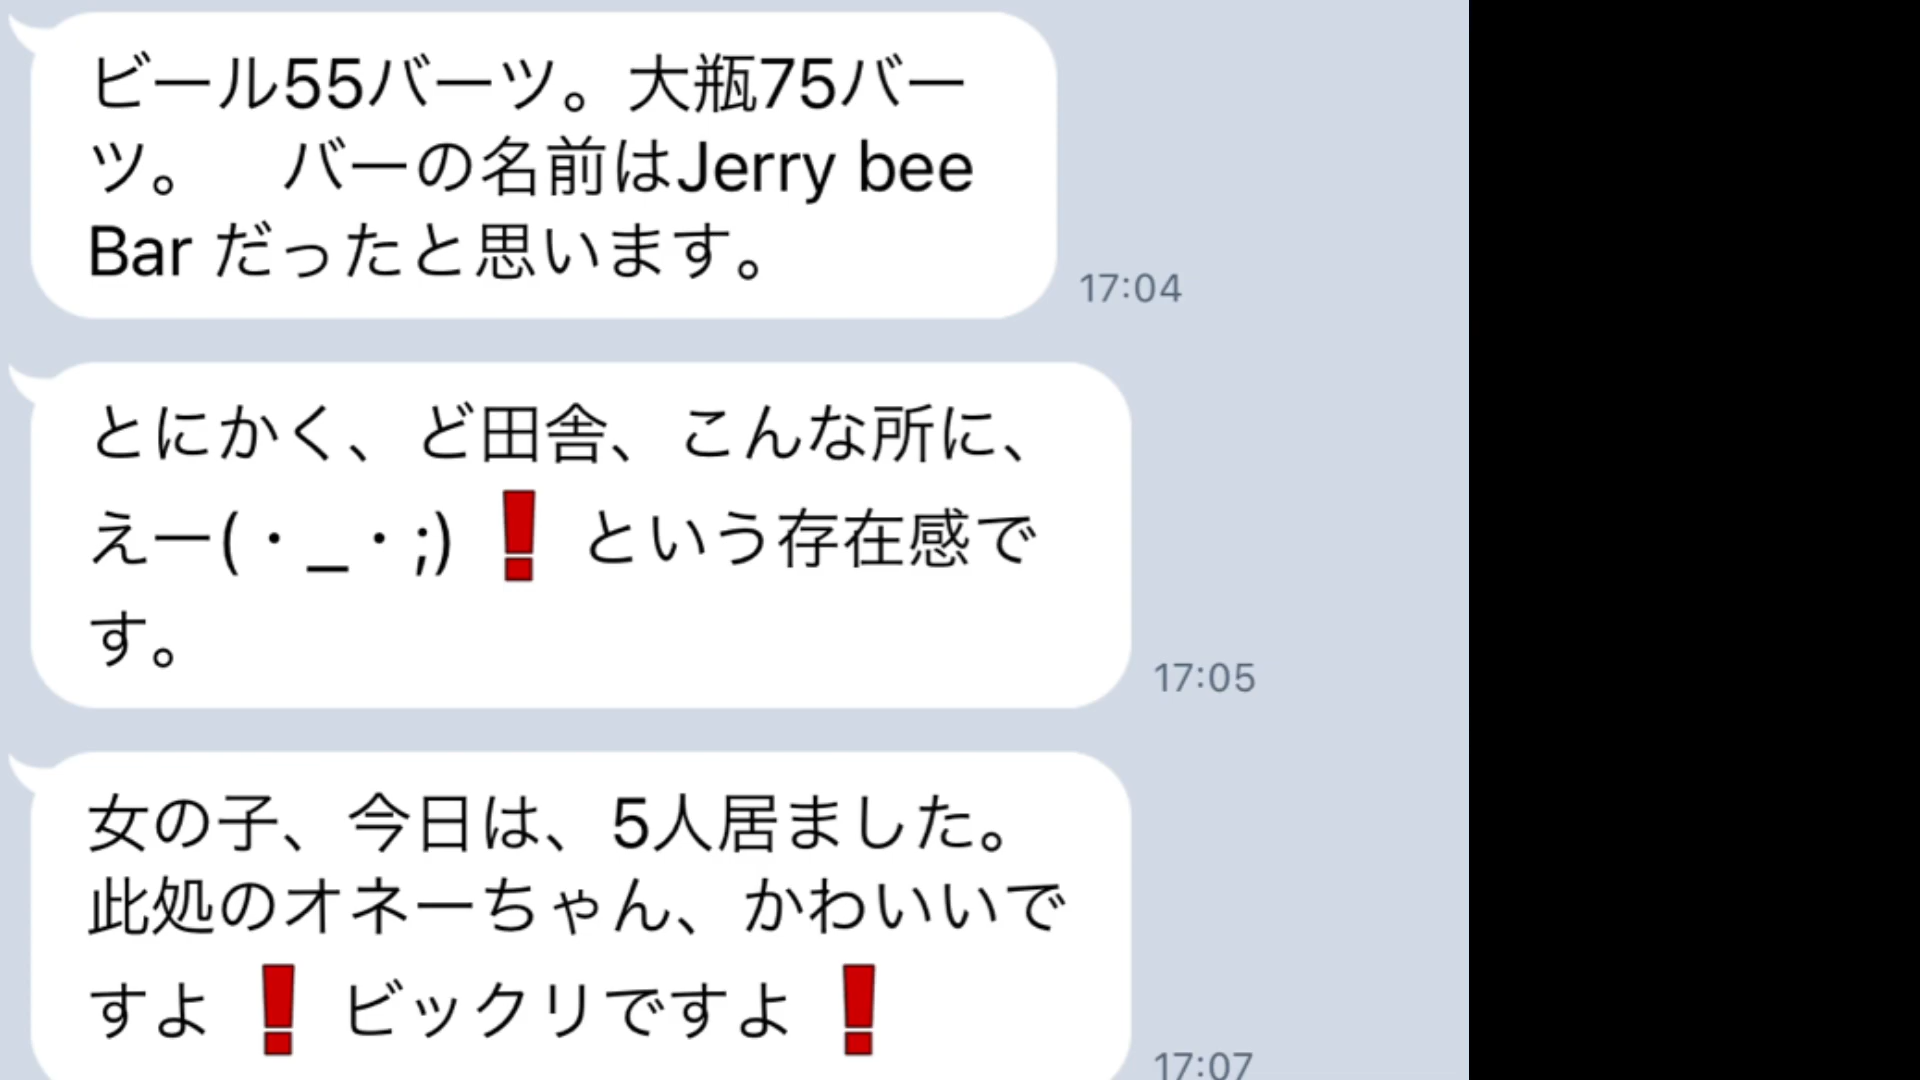 ビール55バーツ。大瓶75バー
ツ。　バーの名前はJerry bee
Bar だったと思います。
17:04
とにかく、ど田舎、こんな所に、
えー(・_・;)❗という存在感で
す。
17:05
女の子、今日は、5人居ました。
此処のオネーちゃん、かわいいで
すよ❗ビックリですよ❗
17:07